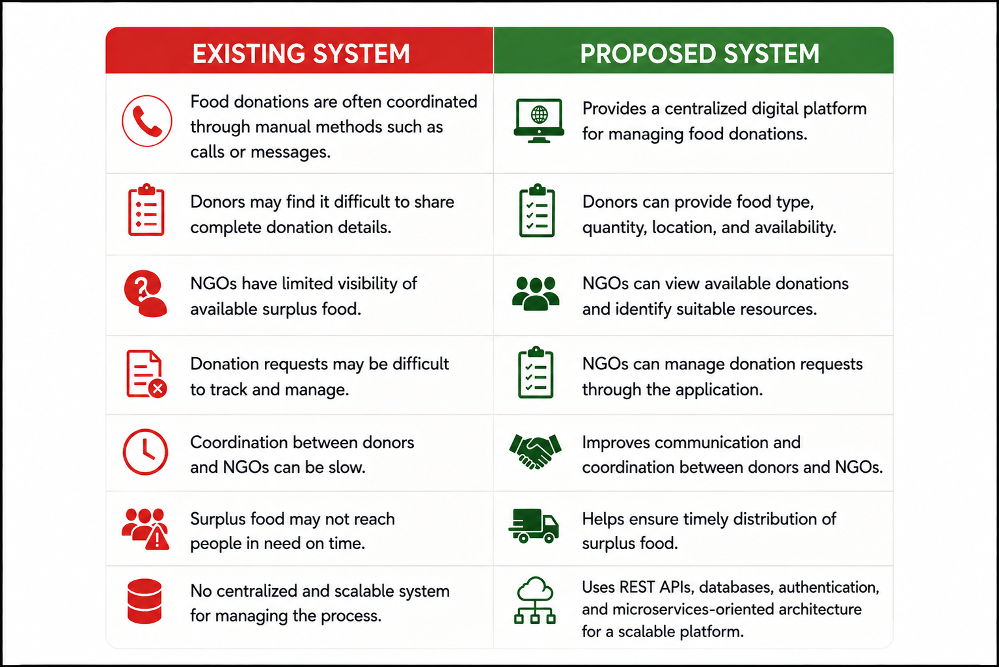 EXISTING SYSTEM
PROPOSED SYSTEM
Food donations are often coordinated
through manual methods such as
calls or messages.
Provides a centralized digital platform
for managing food donations.
Donors may find it difficult to share
complete donation details.
Donors can provide food type,
quantity, location, and availability.
NGOs have limited visibility of
available surplus food.
NGOs can view available donations
and identify suitable resources.
Donation requests may be difficult
to track and manage.
NGOs can manage donation requests
through the application.
Coordination between donors
and NGOs can be slow.
Improves communication and
coordination between donors and NGOs.
Surplus food may not reach
people in need on time.
Helps ensure timely distribution of
surplus food.
No centralized and scalable system
for managing the process.
Uses REST APIs, databases, authentication,
and microservices-oriented architecture
for a scalable platform.